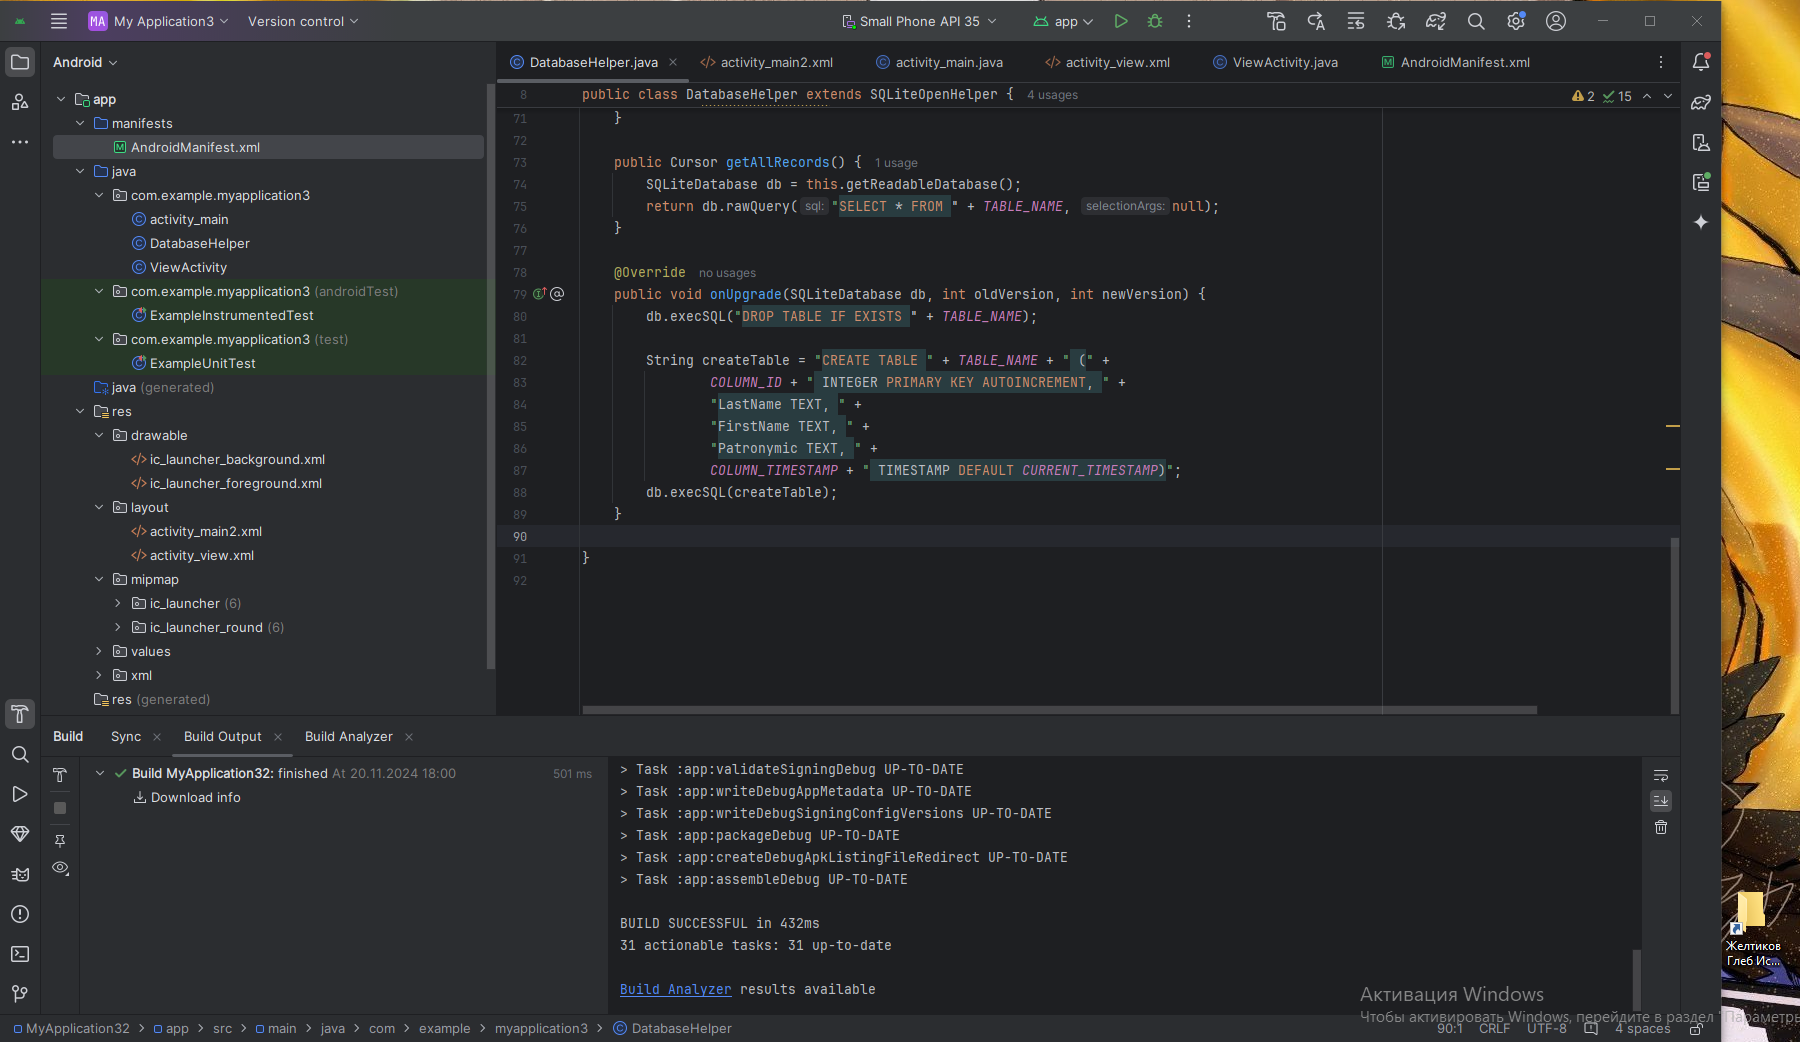 MA My Application3 Version control Small Phone API 35 app
Android
app
manifests
AndroidManifest.xml
java
com.example.myapplication3
activity_main
DatabaseHelper
ViewActivity
com.example.myapplication3 (androidTest)
ExampleInstrumentedTest
com.example.myapplication3 (test)
ExampleUnitTest
java (generated)
res
drawable
ic_launcher_background.xml
ic_launcher_foreground.xml
layout
activity_main2.xml
activity_view.xml
mipmap
ic_launcher (6)
ic_launcher_round (6)
values
xml
res (generated)
DatabaseHelper.java activity_main2.xml activity_main.java activity_view.xml ViewActivity.java AndroidManifest.xml
8 public class DatabaseHelper extends SQLiteOpenHelper { 4 usages 2 15
71 }
72
73 public Cursor getAllRecords() { 1 usage
74 SQLiteDatabase db = this.getReadableDatabase();
75 return db.rawQuery( sql: "SELECT * FROM " + TABLE_NAME, selectionArgs: null);
76 }
77
78 @Override no usages
79 public void onUpgrade(SQLiteDatabase db, int oldVersion, int newVersion) {
80 db.execSQL("DROP TABLE IF EXISTS " + TABLE_NAME);
81
82 String createTable = "CREATE TABLE " + TABLE_NAME + " (" +
83 COLUMN_ID + " INTEGER PRIMARY KEY AUTOINCREMENT, " +
84 "LastName TEXT, " +
85 "FirstName TEXT, " +
86 "Patronymic TEXT, " +
87 COLUMN_TIMESTAMP + " TIMESTAMP DEFAULT CURRENT_TIMESTAMP)";
88 db.execSQL(createTable);
89 }
90
91 }
92
Build Sync Build Output Build Analyzer
Build MyApplication32: finished At 20.11.2024 18:00 501 ms
Download info
> Task :app:validateSigningDebug UP-TO-DATE
> Task :app:writeDebugAppMetadata UP-TO-DATE
> Task :app:writeDebugSigningConfigVersions UP-TO-DATE
> Task :app:packageDebug UP-TO-DATE
> Task :app:createDebugApkListingFileRedirect UP-TO-DATE
> Task :app:assembleDebug UP-TO-DATE
BUILD SUCCESSFUL in 432ms
31 actionable tasks: 31 up-to-date
Build Analyzer results available
Желтиков
Глеб Ис...
Активация Windows
Чтобы активировать Windows, перейдите в раздел "Параметры
MyApplication32 > app > src > main > java > com > example > myapplication3 > DatabaseHelper 90:1 CRLF UTF-8 4 spaces